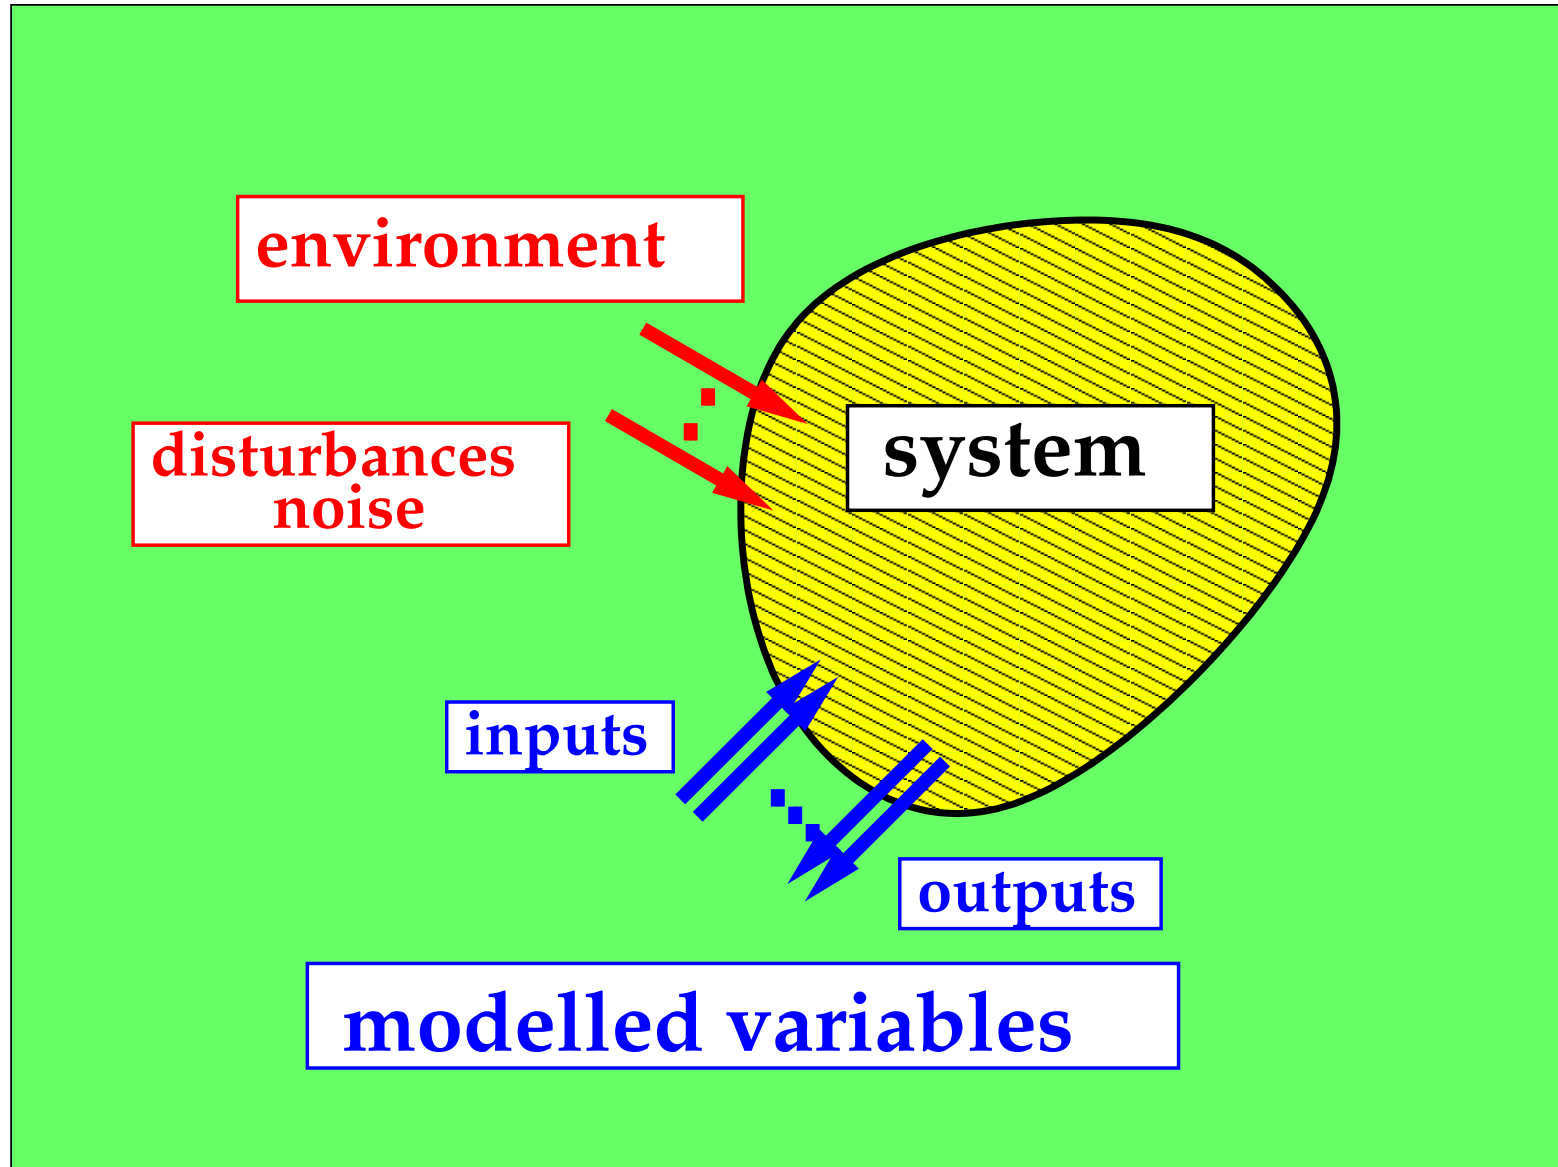 environment
disturbances
noise
system
inputs
outputs
modelled variables